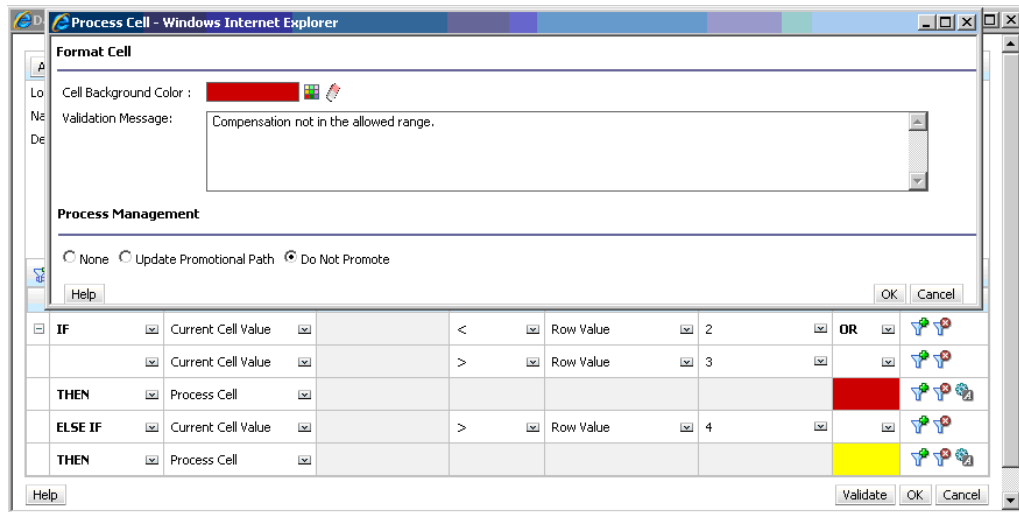 D
Process Cell - Windows Internet Explorer
Format Cell
A
Lo
Cell Background Color :
Na
Validation Message:
Compensation not in the allowed range.
De
Process Management
None Update Promotional Path Do Not Promote
Help OK Cancel
IF Current Cell Value < Row Value 2 OR
Current Cell Value > Row Value 3
THEN Process Cell
ELSE IF Current Cell Value > Row Value 4
THEN Process Cell
Help Validate OK Cancel